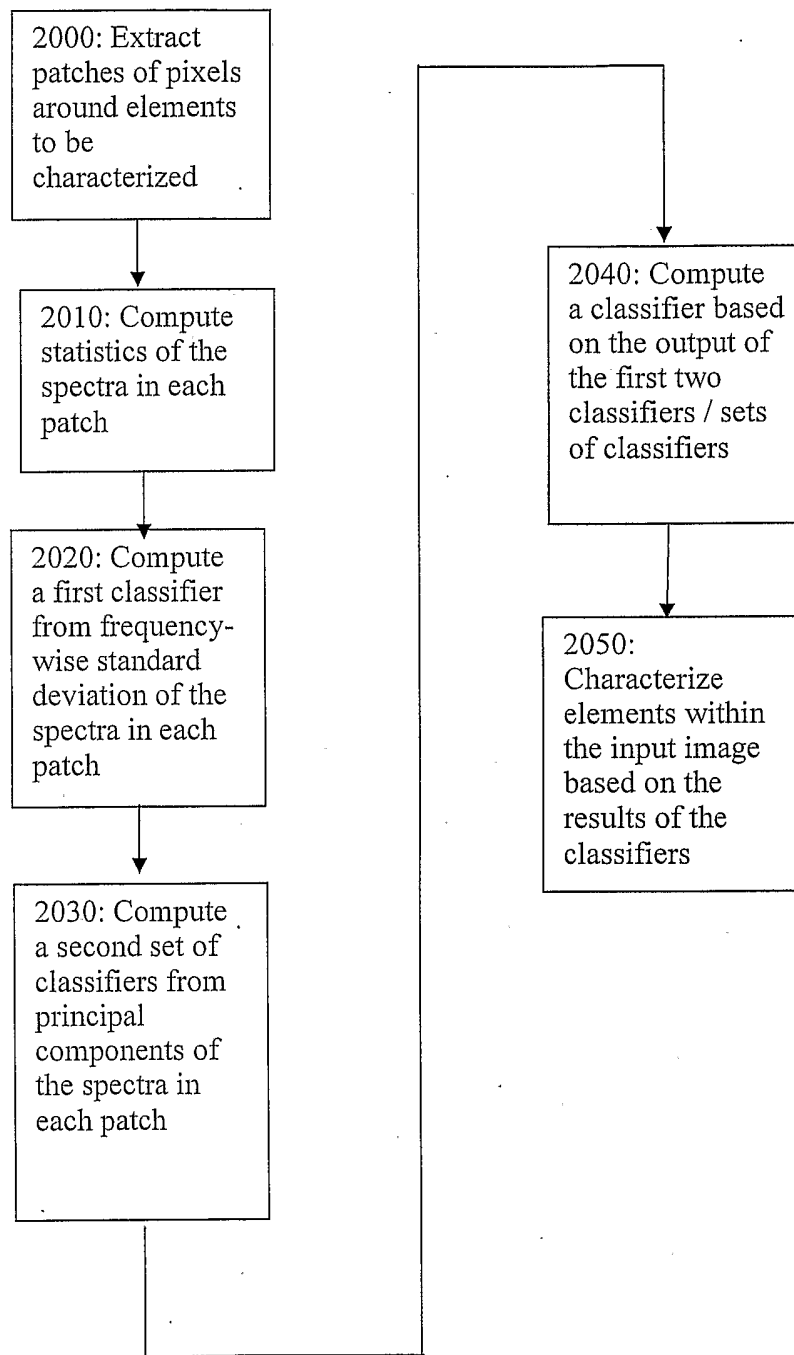 2000: Extract
patches of pixels
around elements
to be
characterized
2010: Compute
statistics of the
spectra in each
patch
2020: Compute
a first classifier
from frequency-
wise standard
deviation of the
spectra in each
patch
2030: Compute
a second set of
classifiers from
principal
components of
the spectra in
each patch
2040: Compute
a classifier based
on the output of
the first two
classifiers / sets
of classifiers
2050:
Characterize
elements within
the input image
based on the
results of the
classifiers